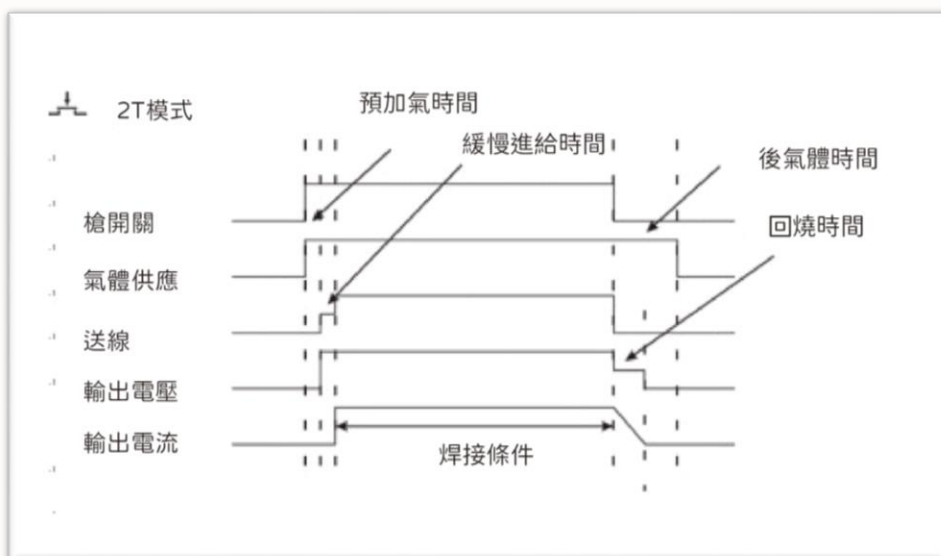 預加氣時間
2T模式
緩慢進給時間
後氣體時間
槍開關
回燒時間
氣體供應
送線
輸出電壓
輸出電流
焊接條件